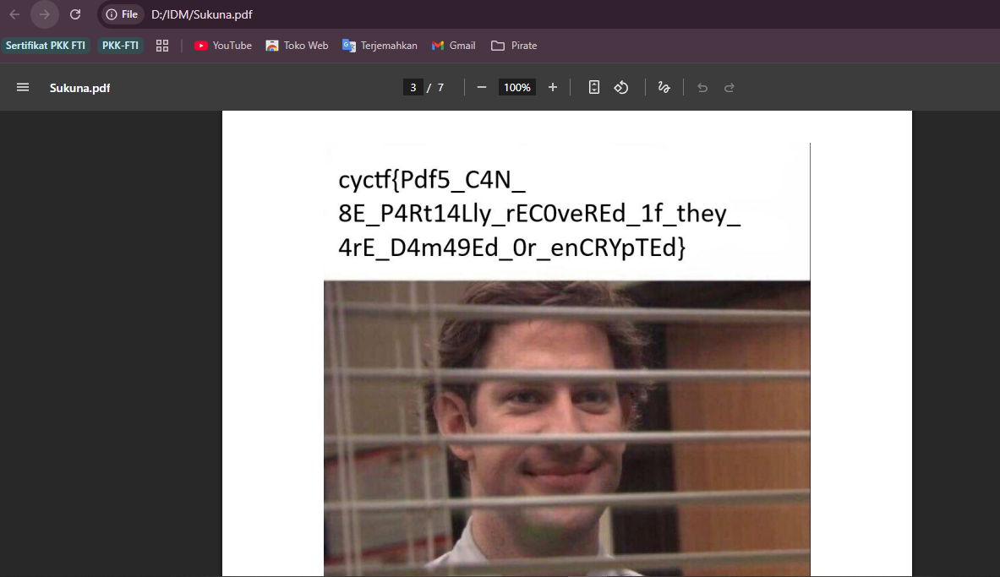 File D:/IDM/Sukuna.pdf
Sertifikat PKK FTI PKK-FTI YouTube Toko Web Terjemahkan Gmail Pirate
Sukuna.pdf 3 / 7 100%
cyctf{Pdf5_C4N_
8E_P4Rt14Lly_rEC0veREd_1f_they_
4rE_D4m49Ed_0r_enCRYpTEd}